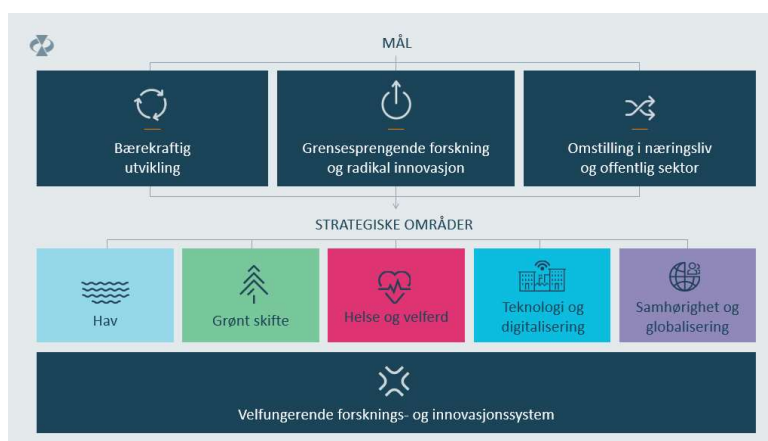 MÅL
Bærekraftig
utvikling
Grensesprengende forskning
og radikal innovasjon
Omstilling i næringsliv
og offentlig sektor
STRATEGISKE OMRÅDER
Hav
Grønt skifte
Helse og velferd
Teknologi og
digitalisering
Samhørighet og
globalisering
Velfungerende forsknings- og innovasjonssystem